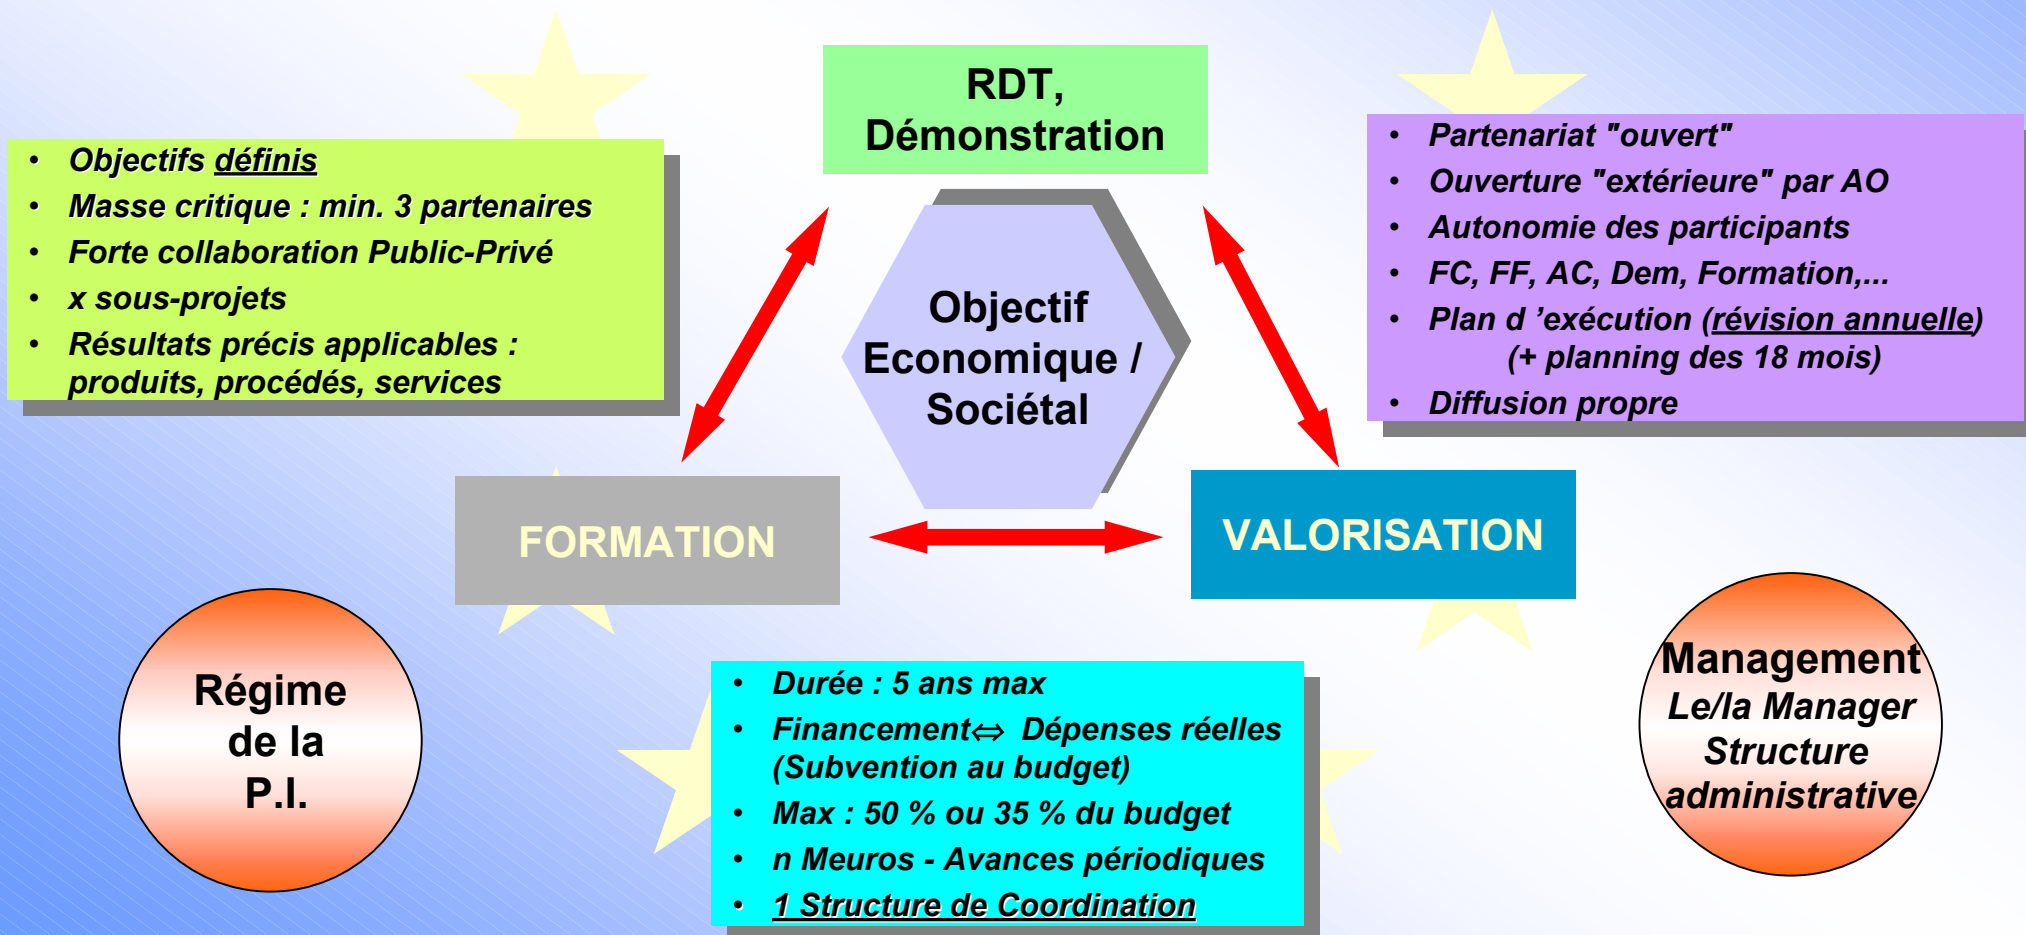 RDT,
Démonstration
• Objectifs définis
• Masse critique : min. 3 partenaires
• Forte collaboration Public-Privé
• x sous-projets
• Résultats précis applicables :
produits, procédés, services
Objectif
Economique /
Sociétal
• Partenariat "ouvert"
• Ouverture "extérieure" par AO
• Autonomie des participants
• FC, FF, AC, Dem, Formation,...
• Plan d ’exécution (révision annuelle)
(+ planning des 18 mois)
• Diffusion propre
FORMATION
VALORISATION
Régime
de la
P.I.
• Durée : 5 ans max
• Financement⇔ Dépenses réelles
(Subvention au budget)
• Max : 50 % ou 35 % du budget
• n Meuros - Avances périodiques
• 1 Structure de Coordination
Management
Le/la Manager
Structure
administrative